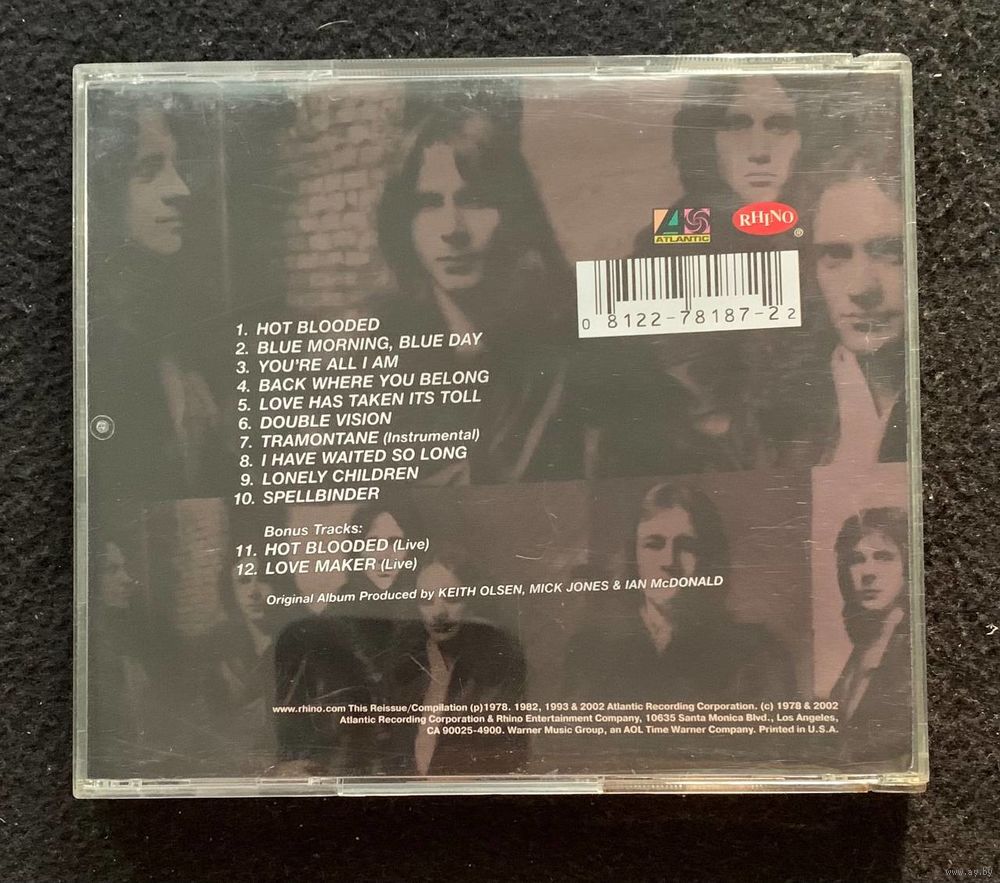 ATLANTIC
RHINO
®
0 8122-78187-2 2
1. HOT BLOODED
2. BLUE MORNING, BLUE DAY
3. YOU'RE ALL I AM
4. BACK WHERE YOU BELONG
5. LOVE HAS TAKEN ITS TOLL
6. DOUBLE VISION
7. TRAMONTANE (Instrumental)
8. I HAVE WAITED SO LONG
9. LONELY CHILDREN
10. SPELLBINDER
Bonus Tracks:
11. HOT BLOODED (Live)
12. LOVE MAKER (Live)
Original Album Produced by KEITH OLSEN, MICK JONES & IAN McDONALD
www.rhino.com This Reissue/Compilation (p)1978. 1982, 1993 & 2002 Atlantic Recording Corporation. (c) 1978 & 2002
Atlantic Recording Corporation & Rhino Entertainment Company, 10635 Santa Monica Blvd., Los Angeles,
CA 90025-4900. Warner Music Group, an AOL Time Warner Company. Printed in U.S.A.
www.ay.by